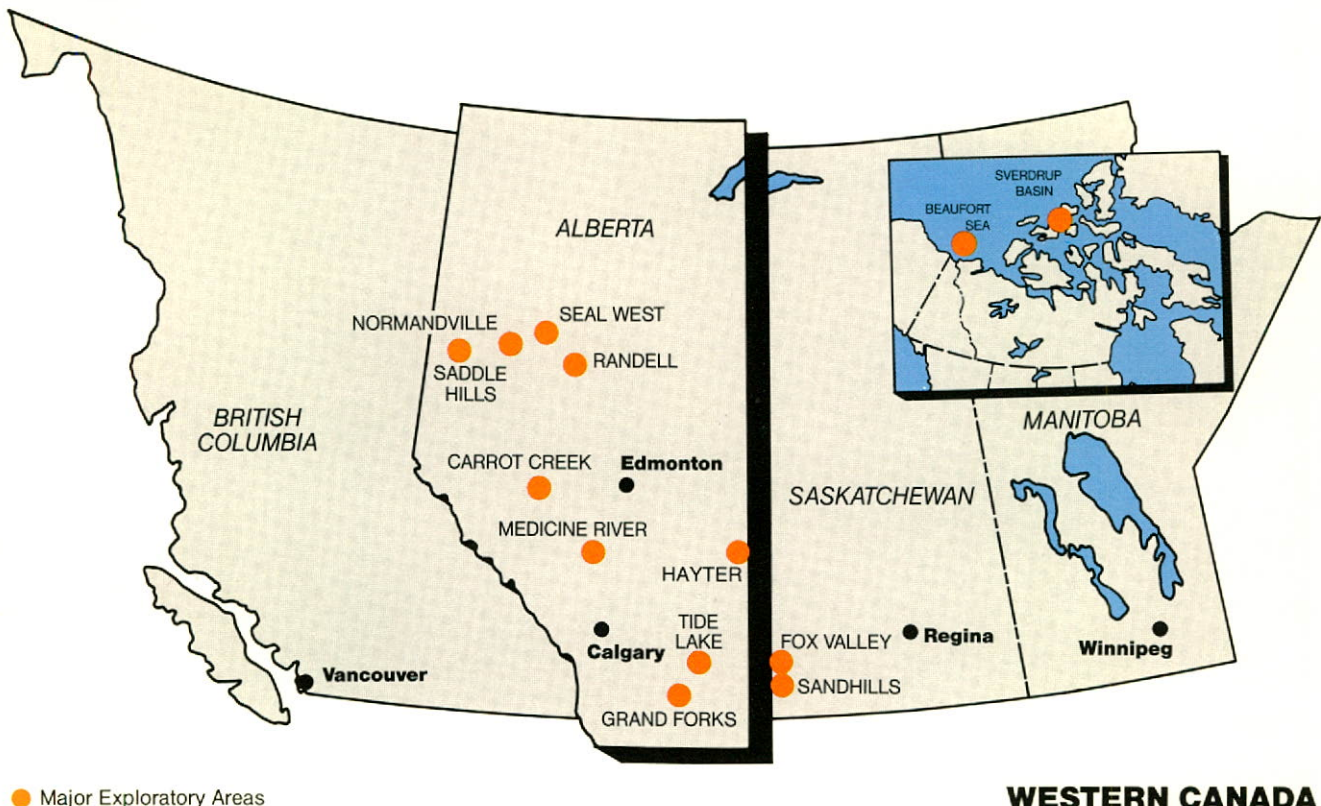 SVERDRUP
BASIN
BEAUFORT
SEA
ALBERTA
NORMANDVILLE
SEAL WEST
SADDLE
HILLS
RANDELL
BRITISH
COLUMBIA
MANITOBA
CARROT CREEK
Edmonton
SASKATCHEWAN
MEDICINE RIVER
HAYTER
TIDE
LAKE
Calgary
FOX VALLEY
Regina
Winnipeg
Vancouver
SANDHILLS
GRAND FORKS
Major Exploratory Areas
WESTERN CANADA